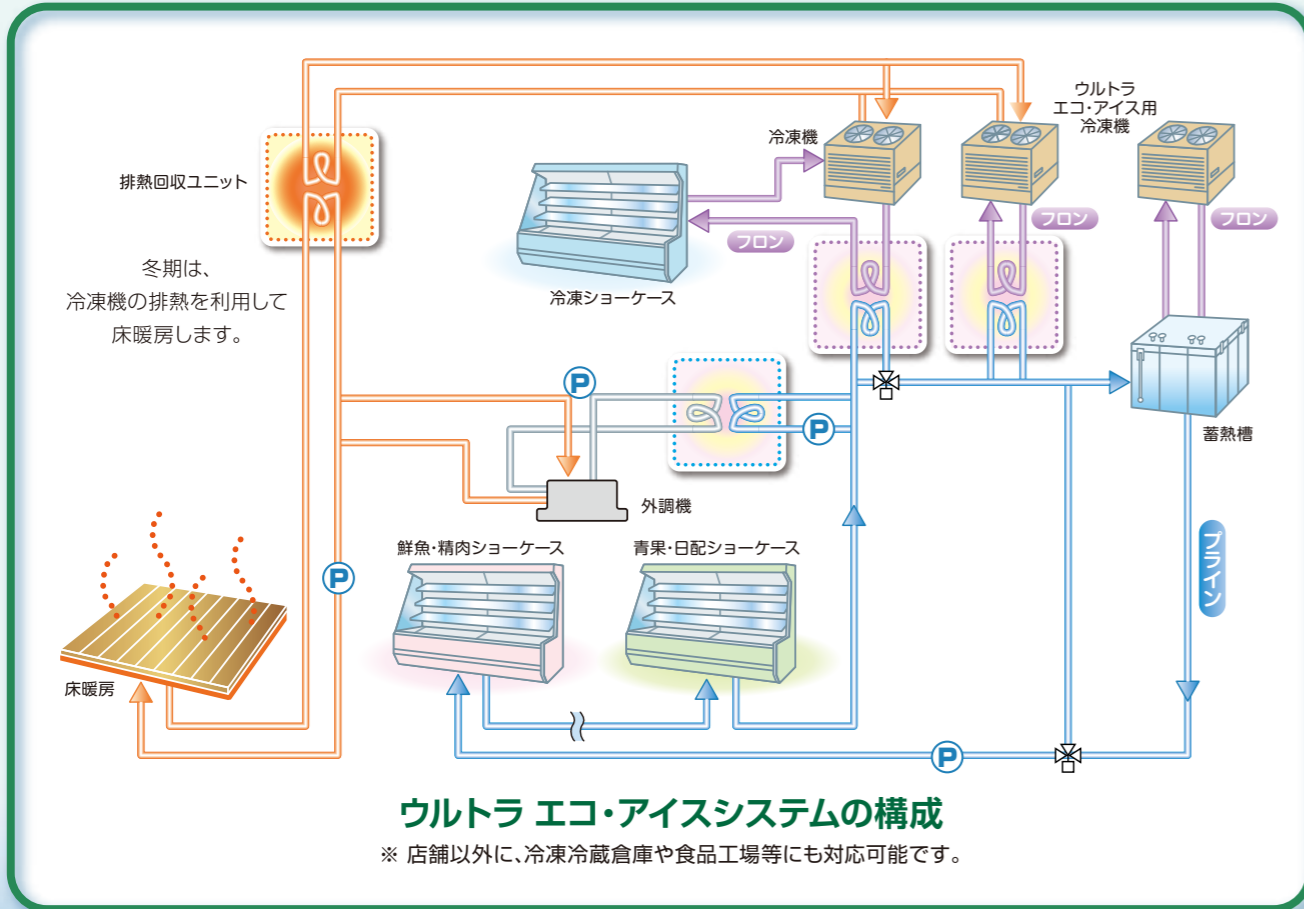 ウルトラ
エコ・アイス用
冷凍機
冷凍機
排熱回収ユニット
フロン
フロン
フロン
冬期は、
冷凍機の排熱を利用して
床暖房します。
冷凍ショーケース
P
P
蓄熱槽
外調機
鮮魚・精肉ショーケース
青果・日配ショーケース
ブライン
P
床暖房
P
ウルトラ エコ・アイスシステムの構成
※ 店舗以外に、冷凍冷蔵倉庫や食品工場等にも対応可能です。